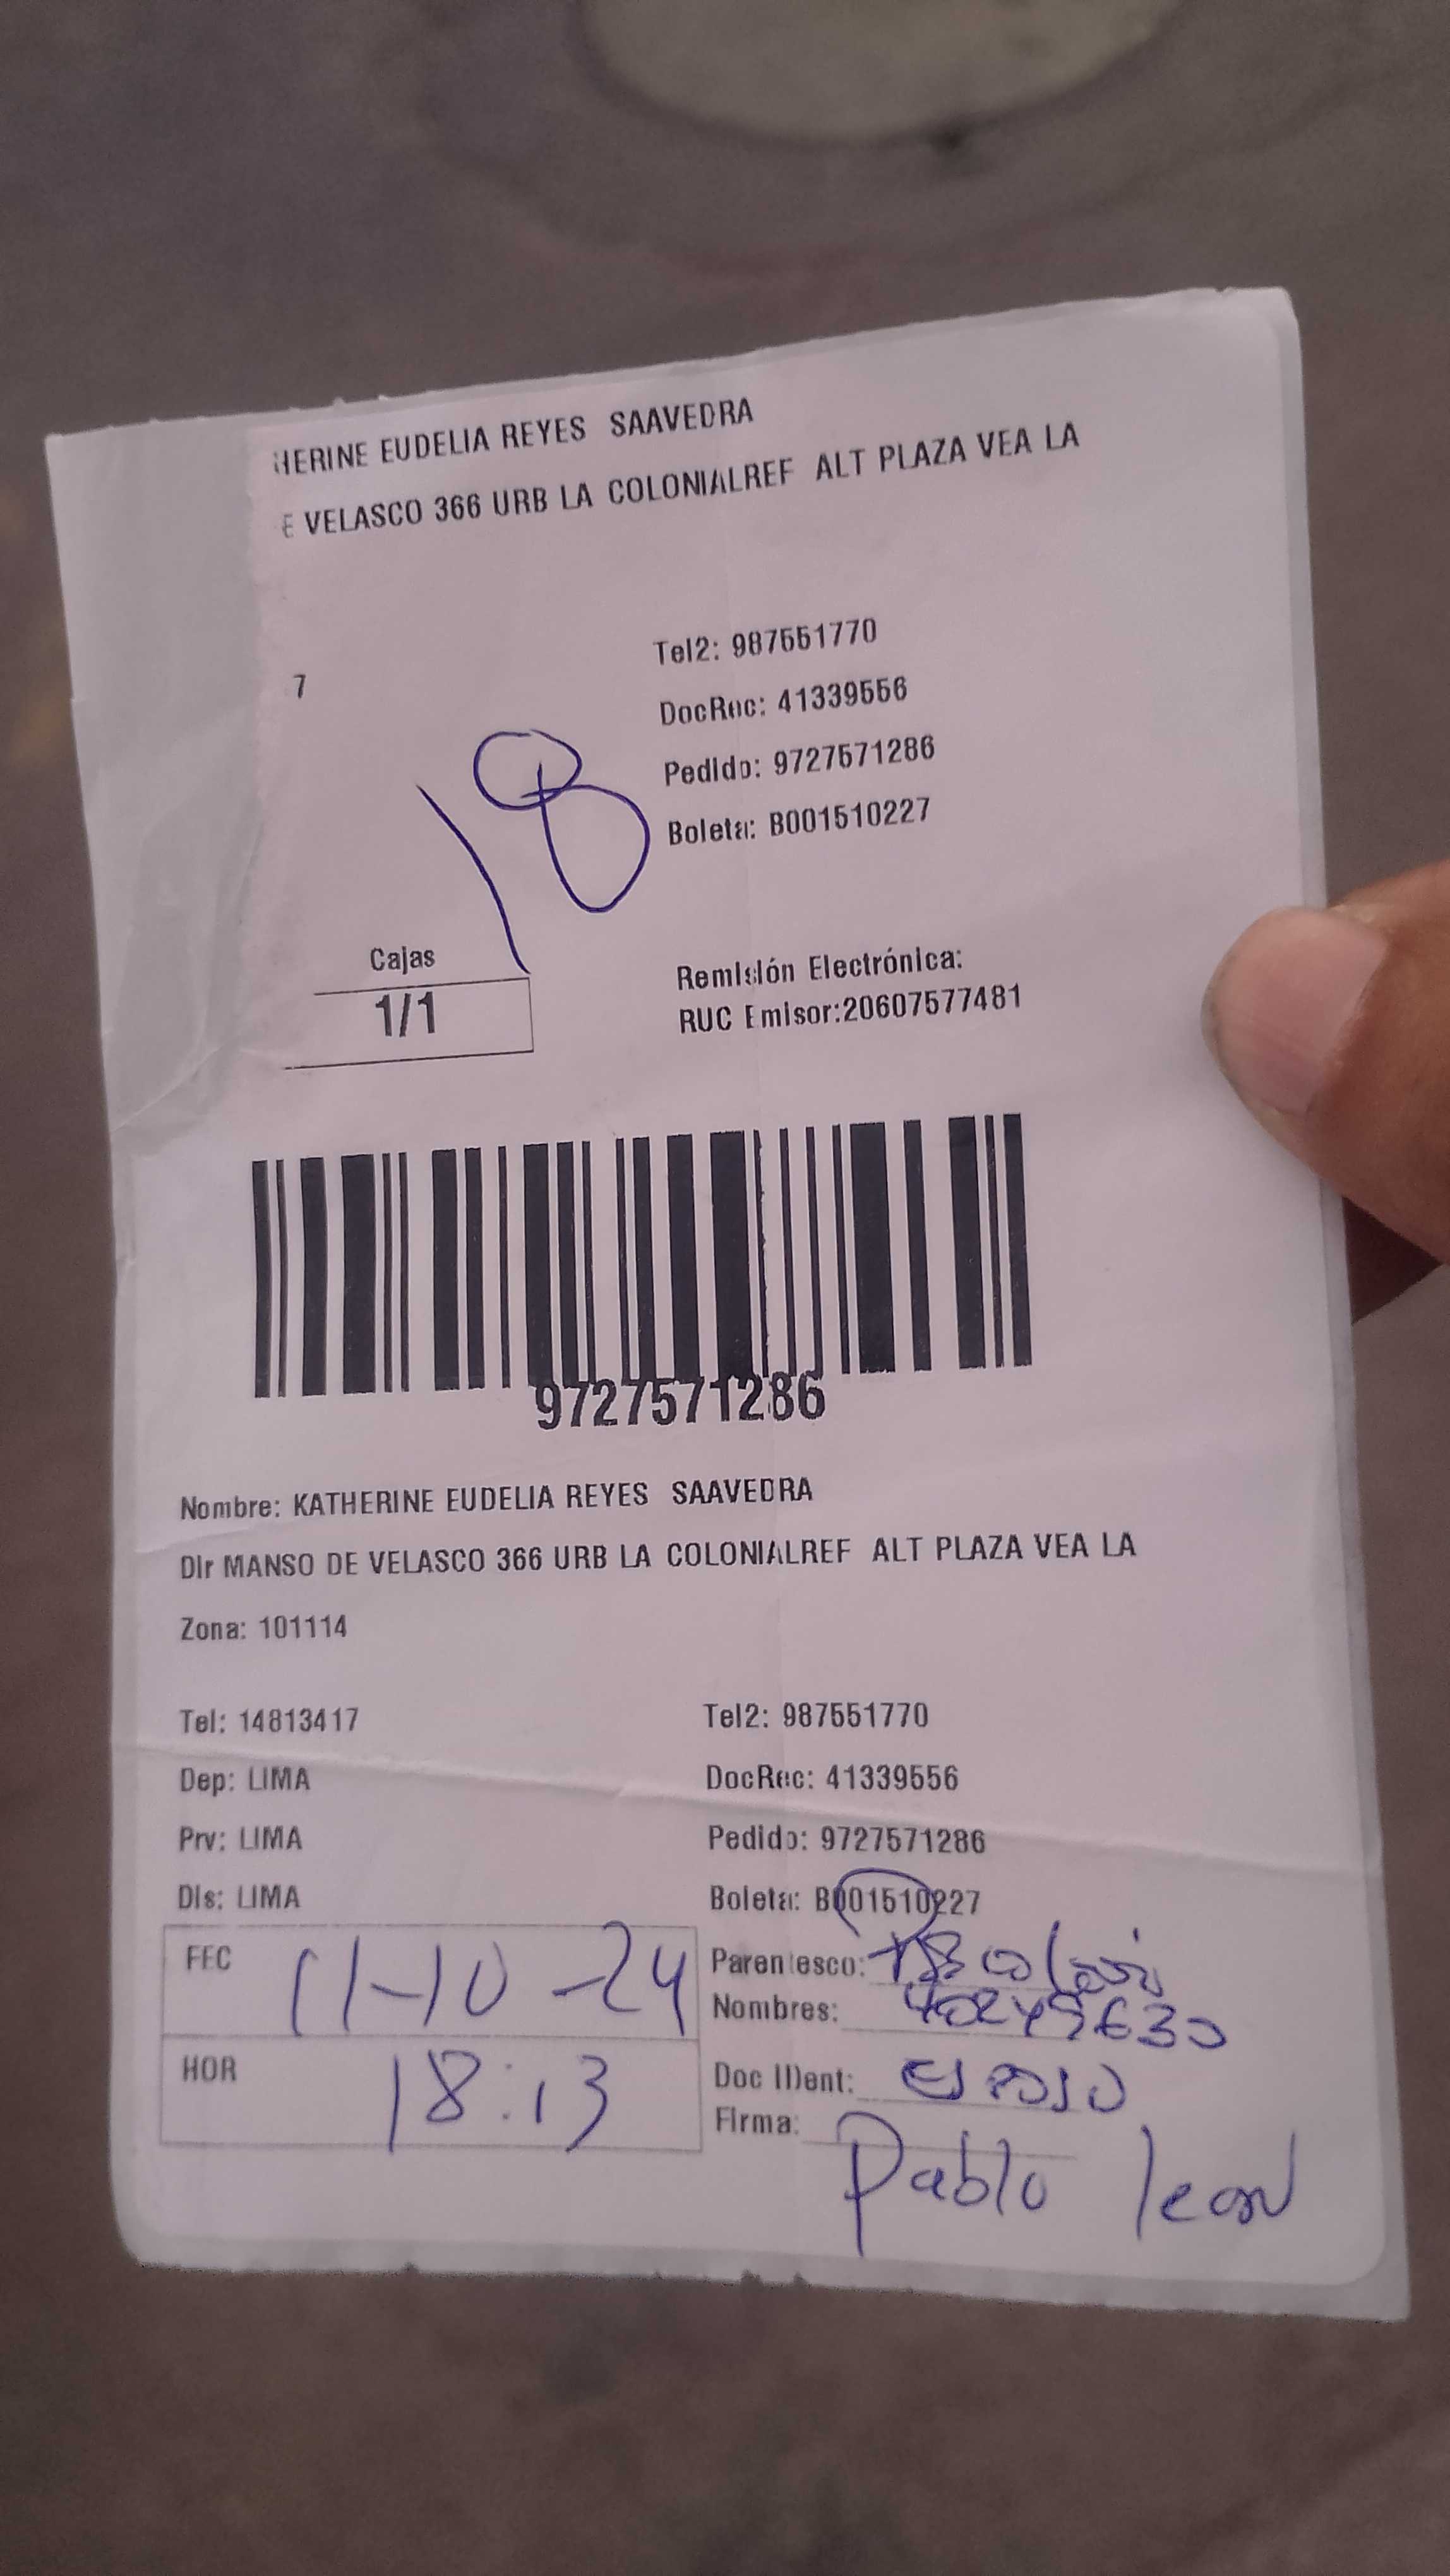 HERINE EUDELIA REYES SAAVEDRA
E VELASCO 366 URB LA COLONIALREF ALT PLAZA VEA LA
Tel2: 987551770
7
DocRec: 41339556
Pedido: 9727571286
18
Boleta: B001510227
Cajas
1/1
Remisión Electrónica:
RUC Emisor:20607577481
9727571286
Nombre: KATHERINE EUDELIA REYES SAAVEDRA
Dir MANSO DE VELASCO 366 URB LA COLONIALREF ALT PLAZA VEA LA
Zona: 101114
Tel: 14813417 Tel2: 987551770
Dep: LIMA DocRec: 41339556
Prv: LIMA Pedido: 9727571286
Dis: LIMA Boleta: B001510227
FEC 11-10-24 Parentesco:
Nombres:
HOR 18:13 Doc IDent:
Firma: Pablo leon